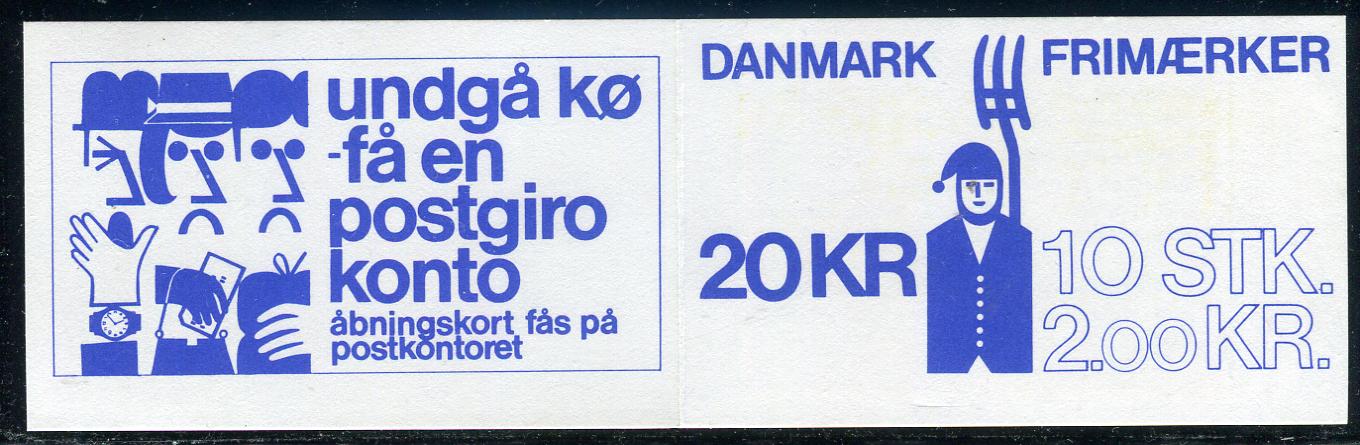 undgå kø
-få en
postgiro
konto
åbningskort fås på
postkontoret
DANMARK FRIMÆRKER
20 KR
10 STK.
2.00 KR.